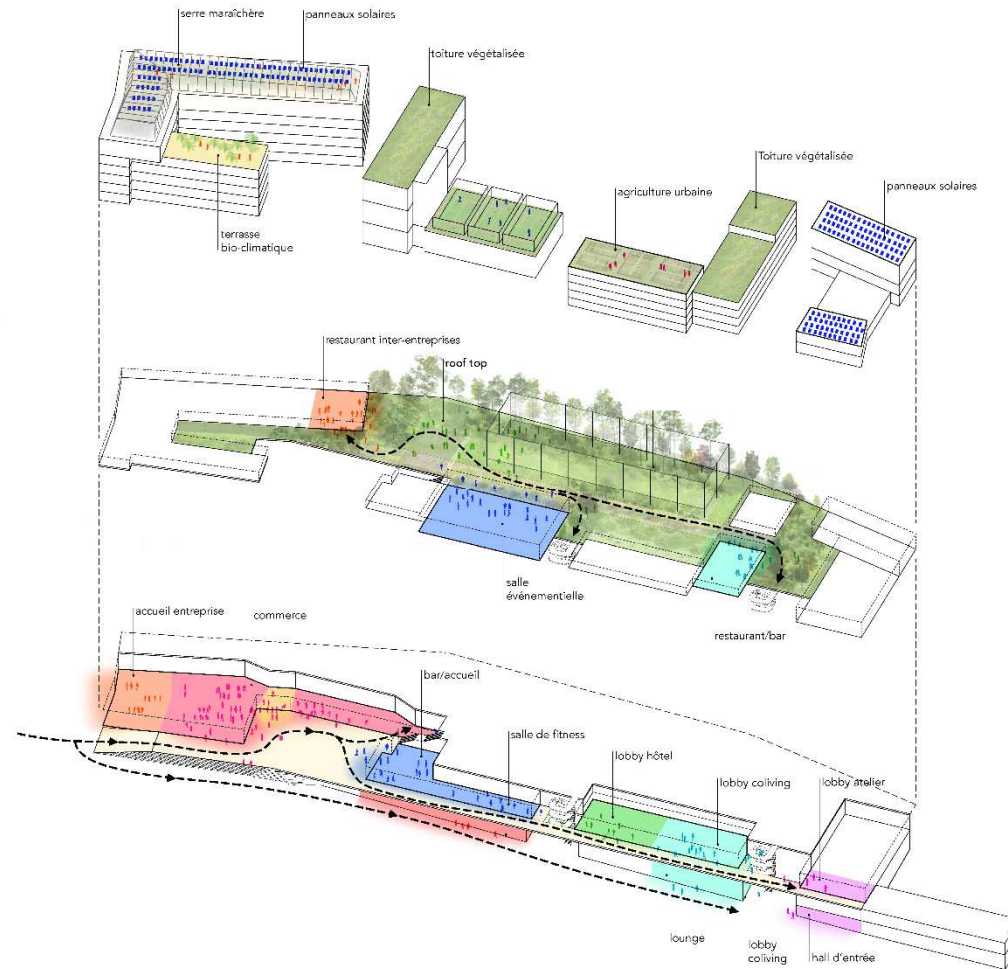 serre maraîchère
panneaux solaires
toiture végétalisée
Toiture végétalisée
agriculture urbaine
panneaux solaires
terrasse
bio-climatique
restaurant inter-entreprises
roof top
salle
événementielle
restaurant/bar
accueil entreprise
commerce
bar/accueil
salle de fitness
lobby hôtel
lobby coliving
lobby atelier
lounge
lobby
coliving
hall d'entrée